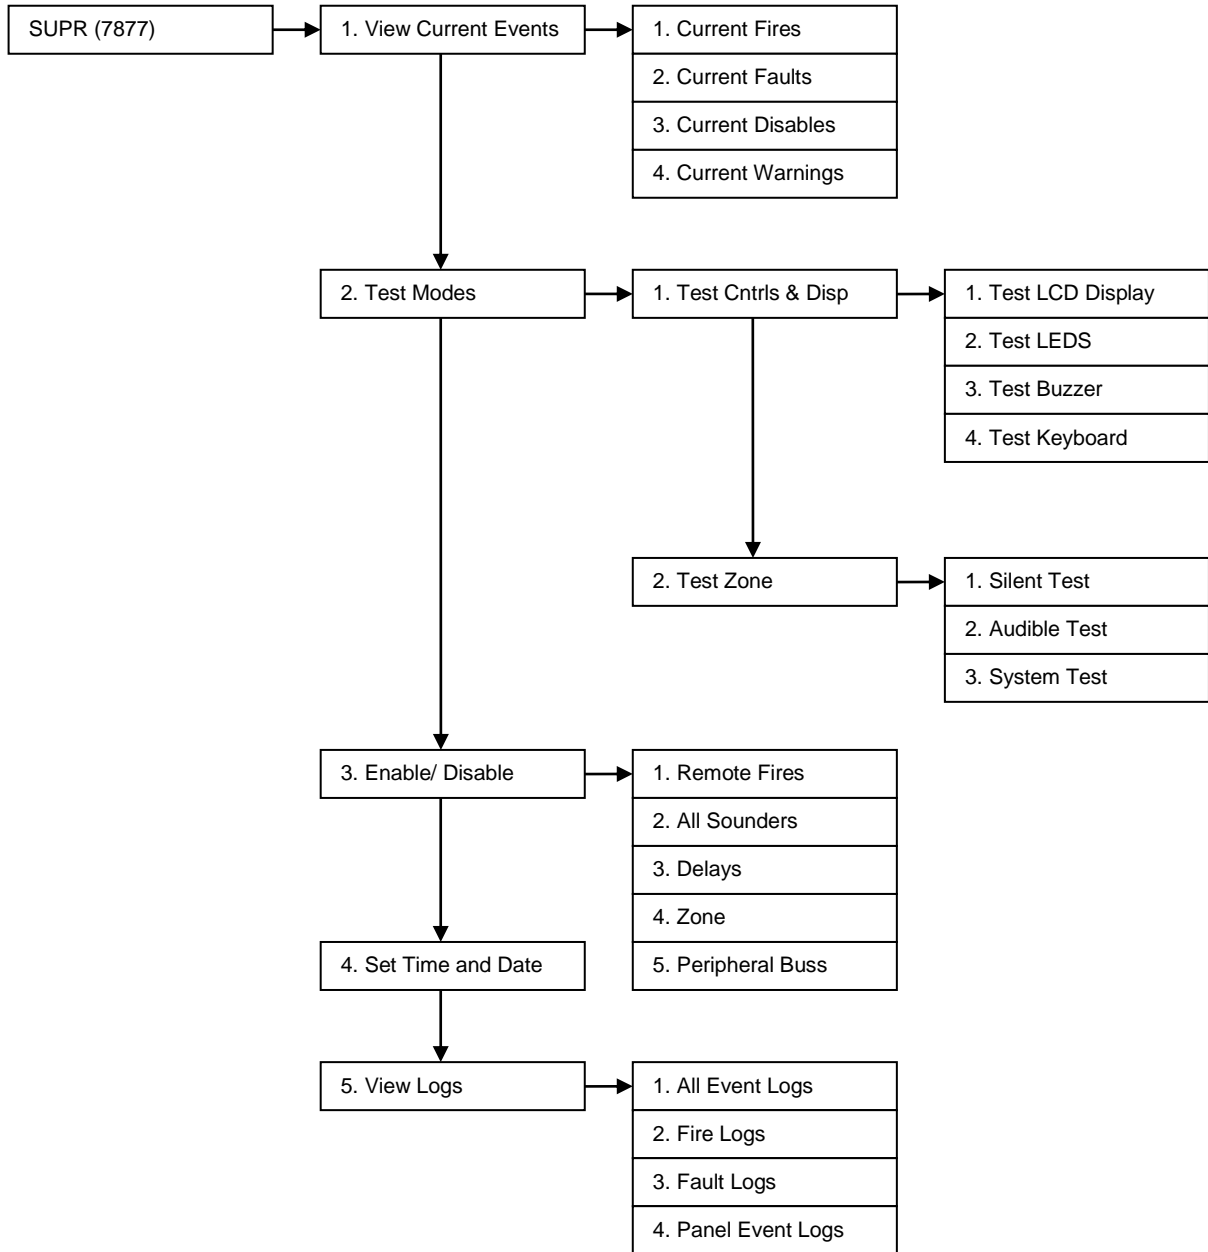 SUPR (7877)
1. View Current Events
1. Current Fires
2. Current Faults
3. Current Disables
4. Current Warnings
2. Test Modes
1. Test Cntrls & Disp
1. Test LCD Display
2. Test LEDS
3. Test Buzzer
4. Test Keyboard
2. Test Zone
1. Silent Test
2. Audible Test
3. System Test
3. Enable/ Disable
1. Remote Fires
2. All Sounders
3. Delays
4. Zone
5. Peripheral Buss
4. Set Time and Date
5. View Logs
1. All Event Logs
2. Fire Logs
3. Fault Logs
4. Panel Event Logs